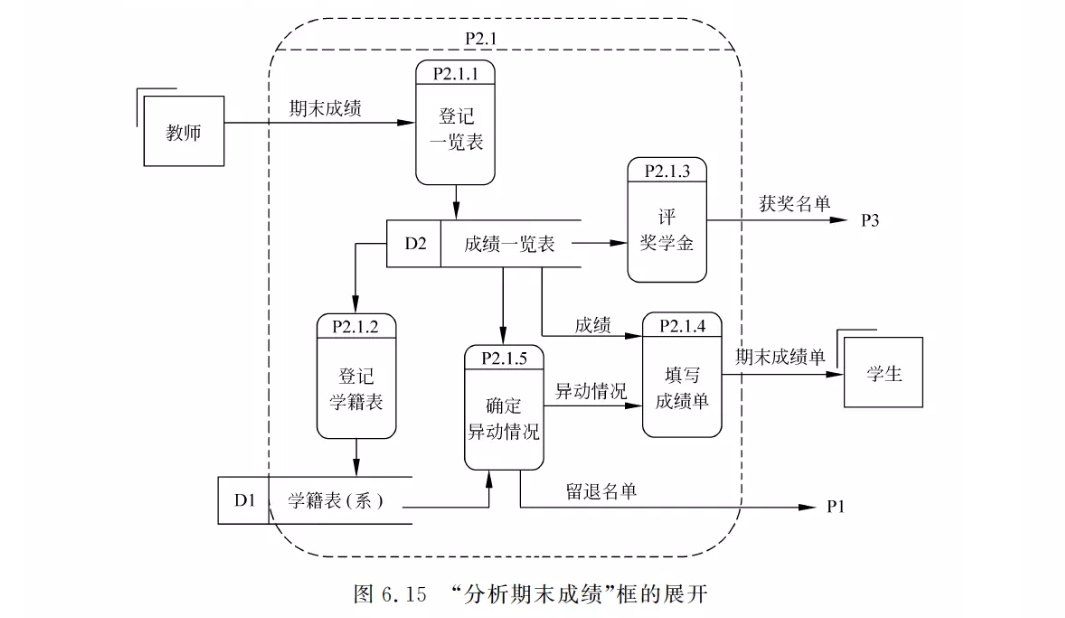 P2.1
P2.1.1
登记
一览表
期末成绩
教师
P2.1.3
评
奖学金
获奖名单
P3
D2
成绩一览表
P2.1.2
登记
学籍表
成绩
P2.1.4
填写
成绩单
期末成绩单
学生
P2.1.5
确定
异动情况
异动情况
D1
学籍表(系)
留退名单
P1
图 6.15 “分析期末成绩”框的展开